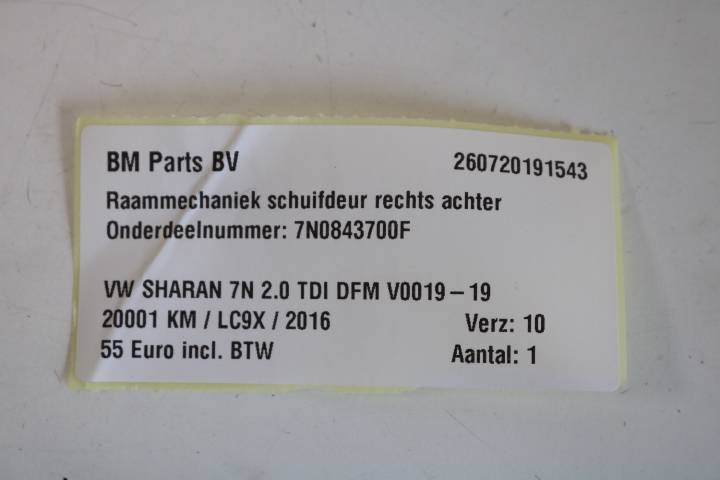 BM Parts BV 260720191543
Raammechaniek schuifdeur rechts achter
Onderdeelnummer: 7N0843700F
VW SHARAN 7N 2.0 TDI DFM V0019-19
20001 KM / LC9X / 2016 Verz: 10
55 Euro incl. BTW Aantal: 1